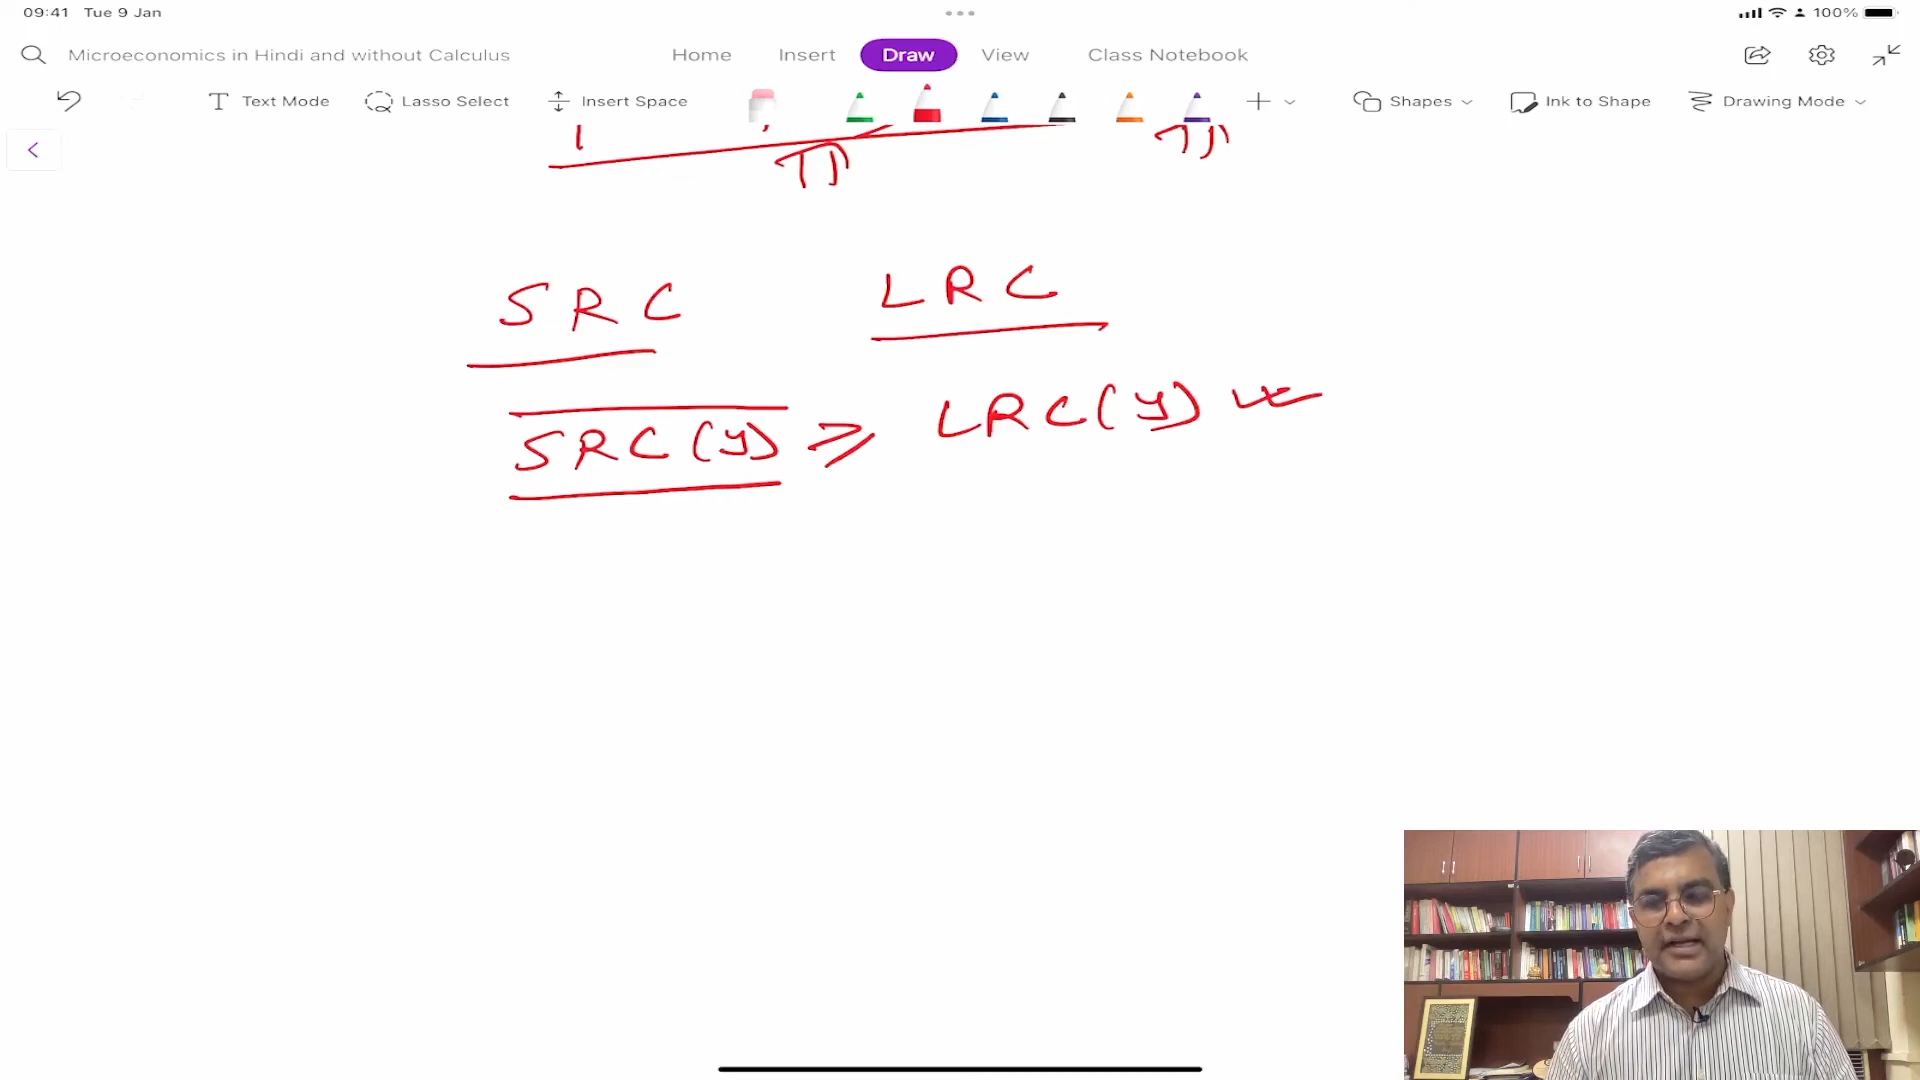 09:41 Tue 9 Jan 100%
Microeconomics in Hindi and without Calculus Home Insert Draw View Class Notebook
Text Mode Lasso Select Insert Space Shapes Ink to Shape Drawing Mode
SRC LRC
SRC(y) ≥ LRC(y)